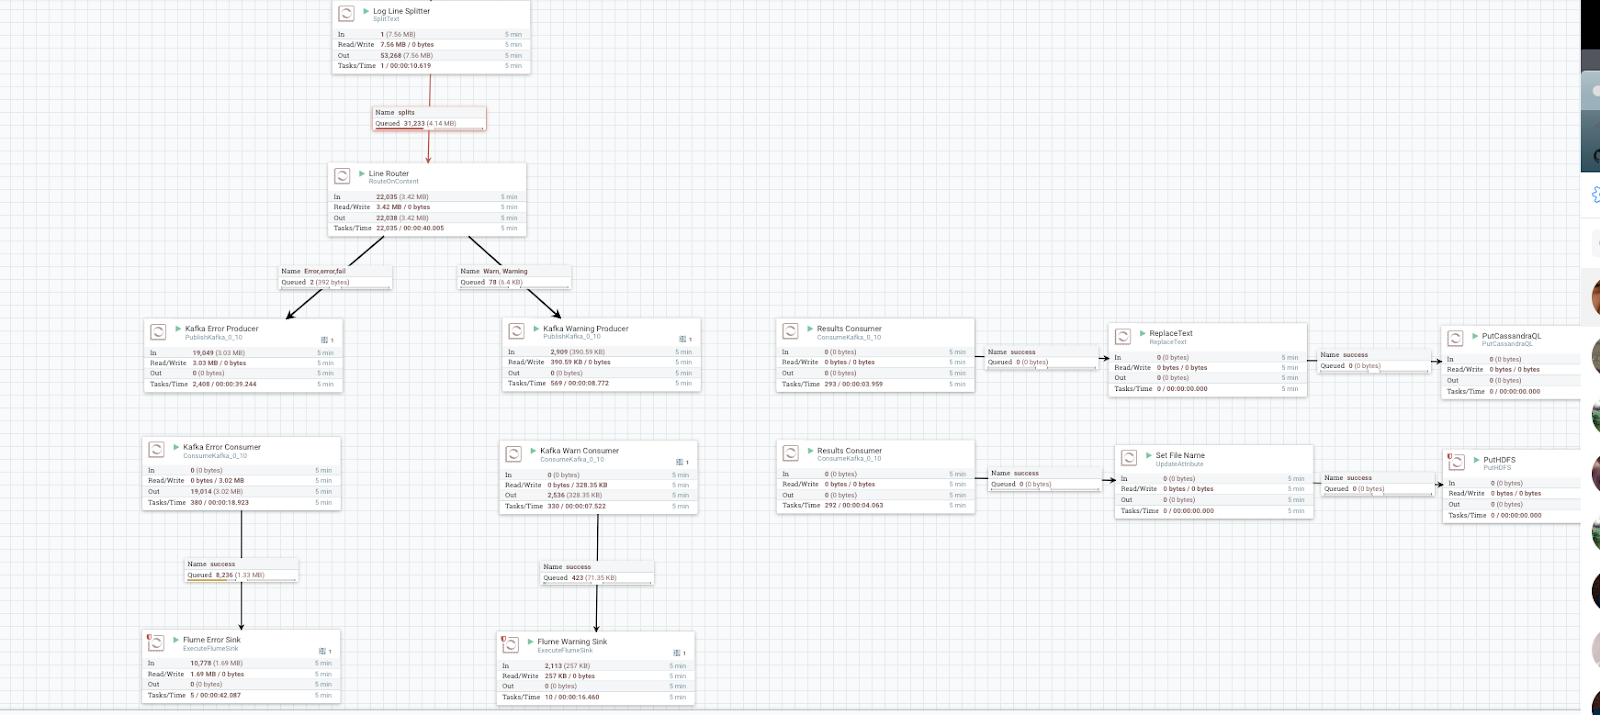 Log Line Splitter
SplitText
In 1 (7.56 MB) 5 min
Read/Write 7.56 MB / 0 bytes
Out 53,268 (7.56 MB) 5 min
Tasks/Time 1 / 00:00:10.619 5 min
Name splits
Queued 31,233 (4.14 MB)
Line Router
RouteOnContent
In 22,035 (3.42 MB) 5 min
Read/Write 3.42 MB / 0 bytes 5 min
Out 22,038 (3.42 MB) 5 min
Tasks/Time 22,035 / 00:00:40.005 5 min
Name Error,error,fail
Queued 2 (392 bytes)
Name Warn, Warning
Queued 78 (6.4 KB)
Kafka Error Producer
PublishKafka_0_10
1
In 19,049 (3.03 MB) 5 min
Read/Write 3.03 MB / 0 bytes 5 min
Out 0 (0 bytes) 5 min
Tasks/Time 2,408 / 00:00:39.244 5 min
Kafka Warning Producer
PublishKafka_0_10
1
In 2,909 (390.59 KB) 5 min
Read/Write 390.59 KB / 0 bytes 5 min
Out 0 (0 bytes) 5 min
Tasks/Time 569 / 00:00:08.772 5 min
Results Consumer
ConsumeKafka_0_10
In 0 (0 bytes) 5 min
Read/Write 0 bytes / 0 bytes 5 min
Out 0 (0 bytes) 5 min
Tasks/Time 293 / 00:00:03.959 5 min
Name success
Queued 0 (0 bytes)
ReplaceText
ReplaceText
In 0 (0 bytes) 5 min
Read/Write 0 bytes / 0 bytes 5 min
Out 0 (0 bytes) 5 min
Tasks/Time 0 / 00:00:00.000 5 min
Name success
Queued 0 (0 bytes)
PutCassandraQL
PutCassandraQL
In 0 (0 bytes)
Read/Write 0 bytes / 0 bytes
Out 0 (0 bytes)
Tasks/Time 0 / 00:00:00.000
Kafka Error Consumer
ConsumeKafka_0_10
In 0 (0 bytes) 5 min
Read/Write 0 bytes / 3.02 MB 5 min
Out 19,014 (3.02 MB) 5 min
Tasks/Time 380 / 00:00:18.923 5 min
Kafka Warn Consumer
ConsumeKafka_0_10
1
In 0 (0 bytes) 5 min
Read/Write 0 bytes / 328.35 KB 5 min
Out 2,536 (328.35 KB) 5 min
Tasks/Time 330 / 00:00:07.522 5 min
Results Consumer
ConsumeKafka_0_10
In 0 (0 bytes) 5 min
Read/Write 0 bytes / 0 bytes 5 min
Out 0 (0 bytes) 5 min
Tasks/Time 292 / 00:00:04.063 5 min
Name success
Queued 0 (0 bytes)
Set File Name
UpdateAttribute
In 0 (0 bytes) 5 min
Read/Write 0 bytes / 0 bytes 5 min
Out 0 (0 bytes) 5 min
Tasks/Time 0 / 00:00:00.000 5 min
Name success
Queued 0 (0 bytes)
PutHDFS
PutHDFS
In 0 (0 bytes)
Read/Write 0 bytes / 0 bytes
Out 0 (0 bytes)
Tasks/Time 0 / 00:00:00.000
Name success
Queued 8,236 (1.33 MB)
Name success
Queued 423 (71.35 KB)
Flume Error Sink
ExecuteFlumeSink
1
In 10,778 (1.69 MB) 5 min
Read/Write 1.69 MB / 0 bytes 5 min
Out 0 (0 bytes) 5 min
Tasks/Time 5 / 00:00:42.087 5 min
Flume Warning Sink
ExecuteFlumeSink
1
In 2,113 (257 KB) 5 min
Read/Write 257 KB / 0 bytes 5 min
Out 0 (0 bytes) 5 min
Tasks/Time 10 / 00:00:16.460 5 min